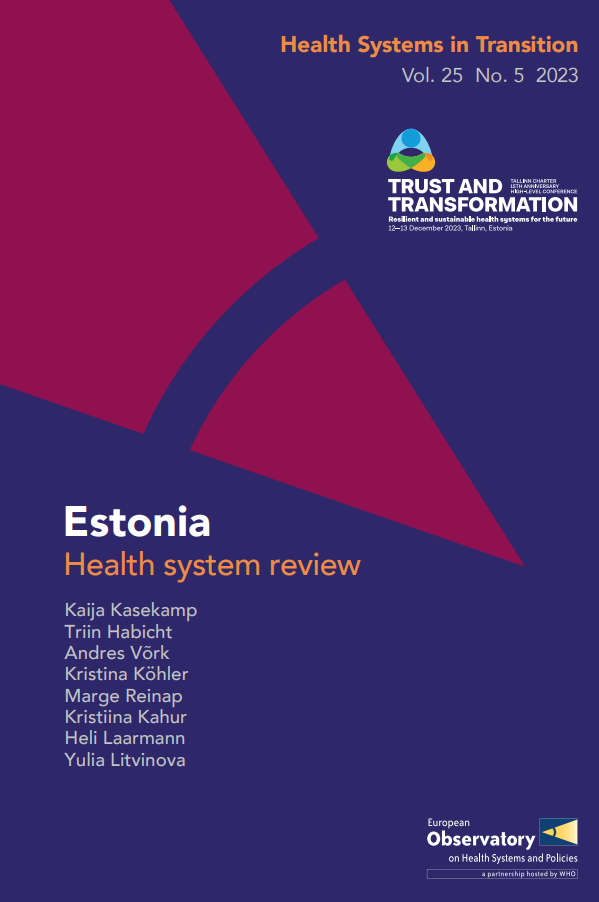 Health Systems in Transition
Vol. 25 No. 5 2023
TRUST AND
TALLINN CHARTER
15TH ANNIVERSARY
HIGH-LEVEL CONFERENCE
TRANSFORMATION
Resilient and sustainable health systems for the future
12–13 December 2023, Tallinn, Estonia
Estonia
Health system review
Kaija Kasekamp
Triin Habicht
Andres Võrk
Kristina Köhler
Marge Reinap
Kristiina Kahur
Heli Laarmann
Yulia Litvinova
European
Observatory
on Health Systems and Policies
a partnership hosted by WHO